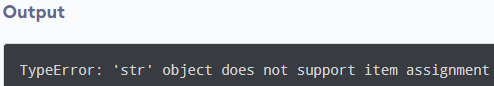 Output
TypeError: 'str' object does not support item assignment